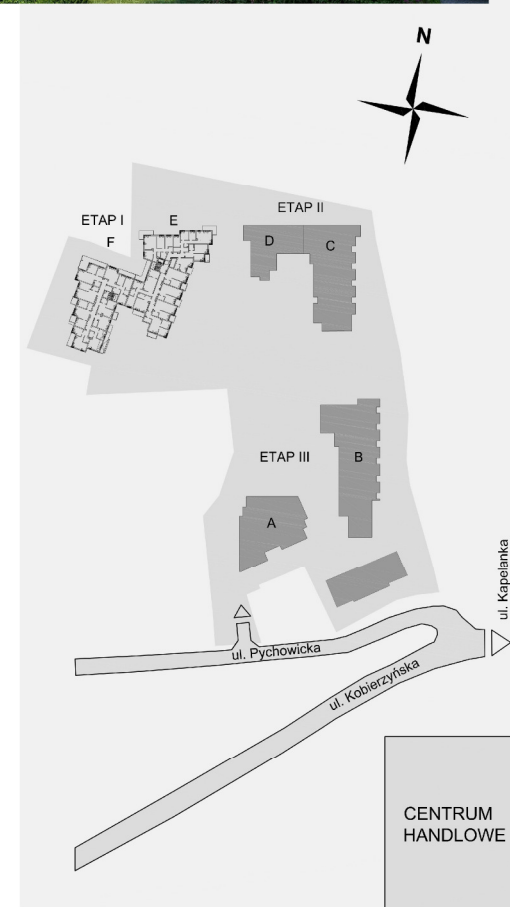 N
ETAP II
ETAP I
E
F
D
C
ETAP III
B
A
ul. Kapelanka
ul. Pychowicka
ul. Kobierzyńska
CENTRUM
HANDLOWE